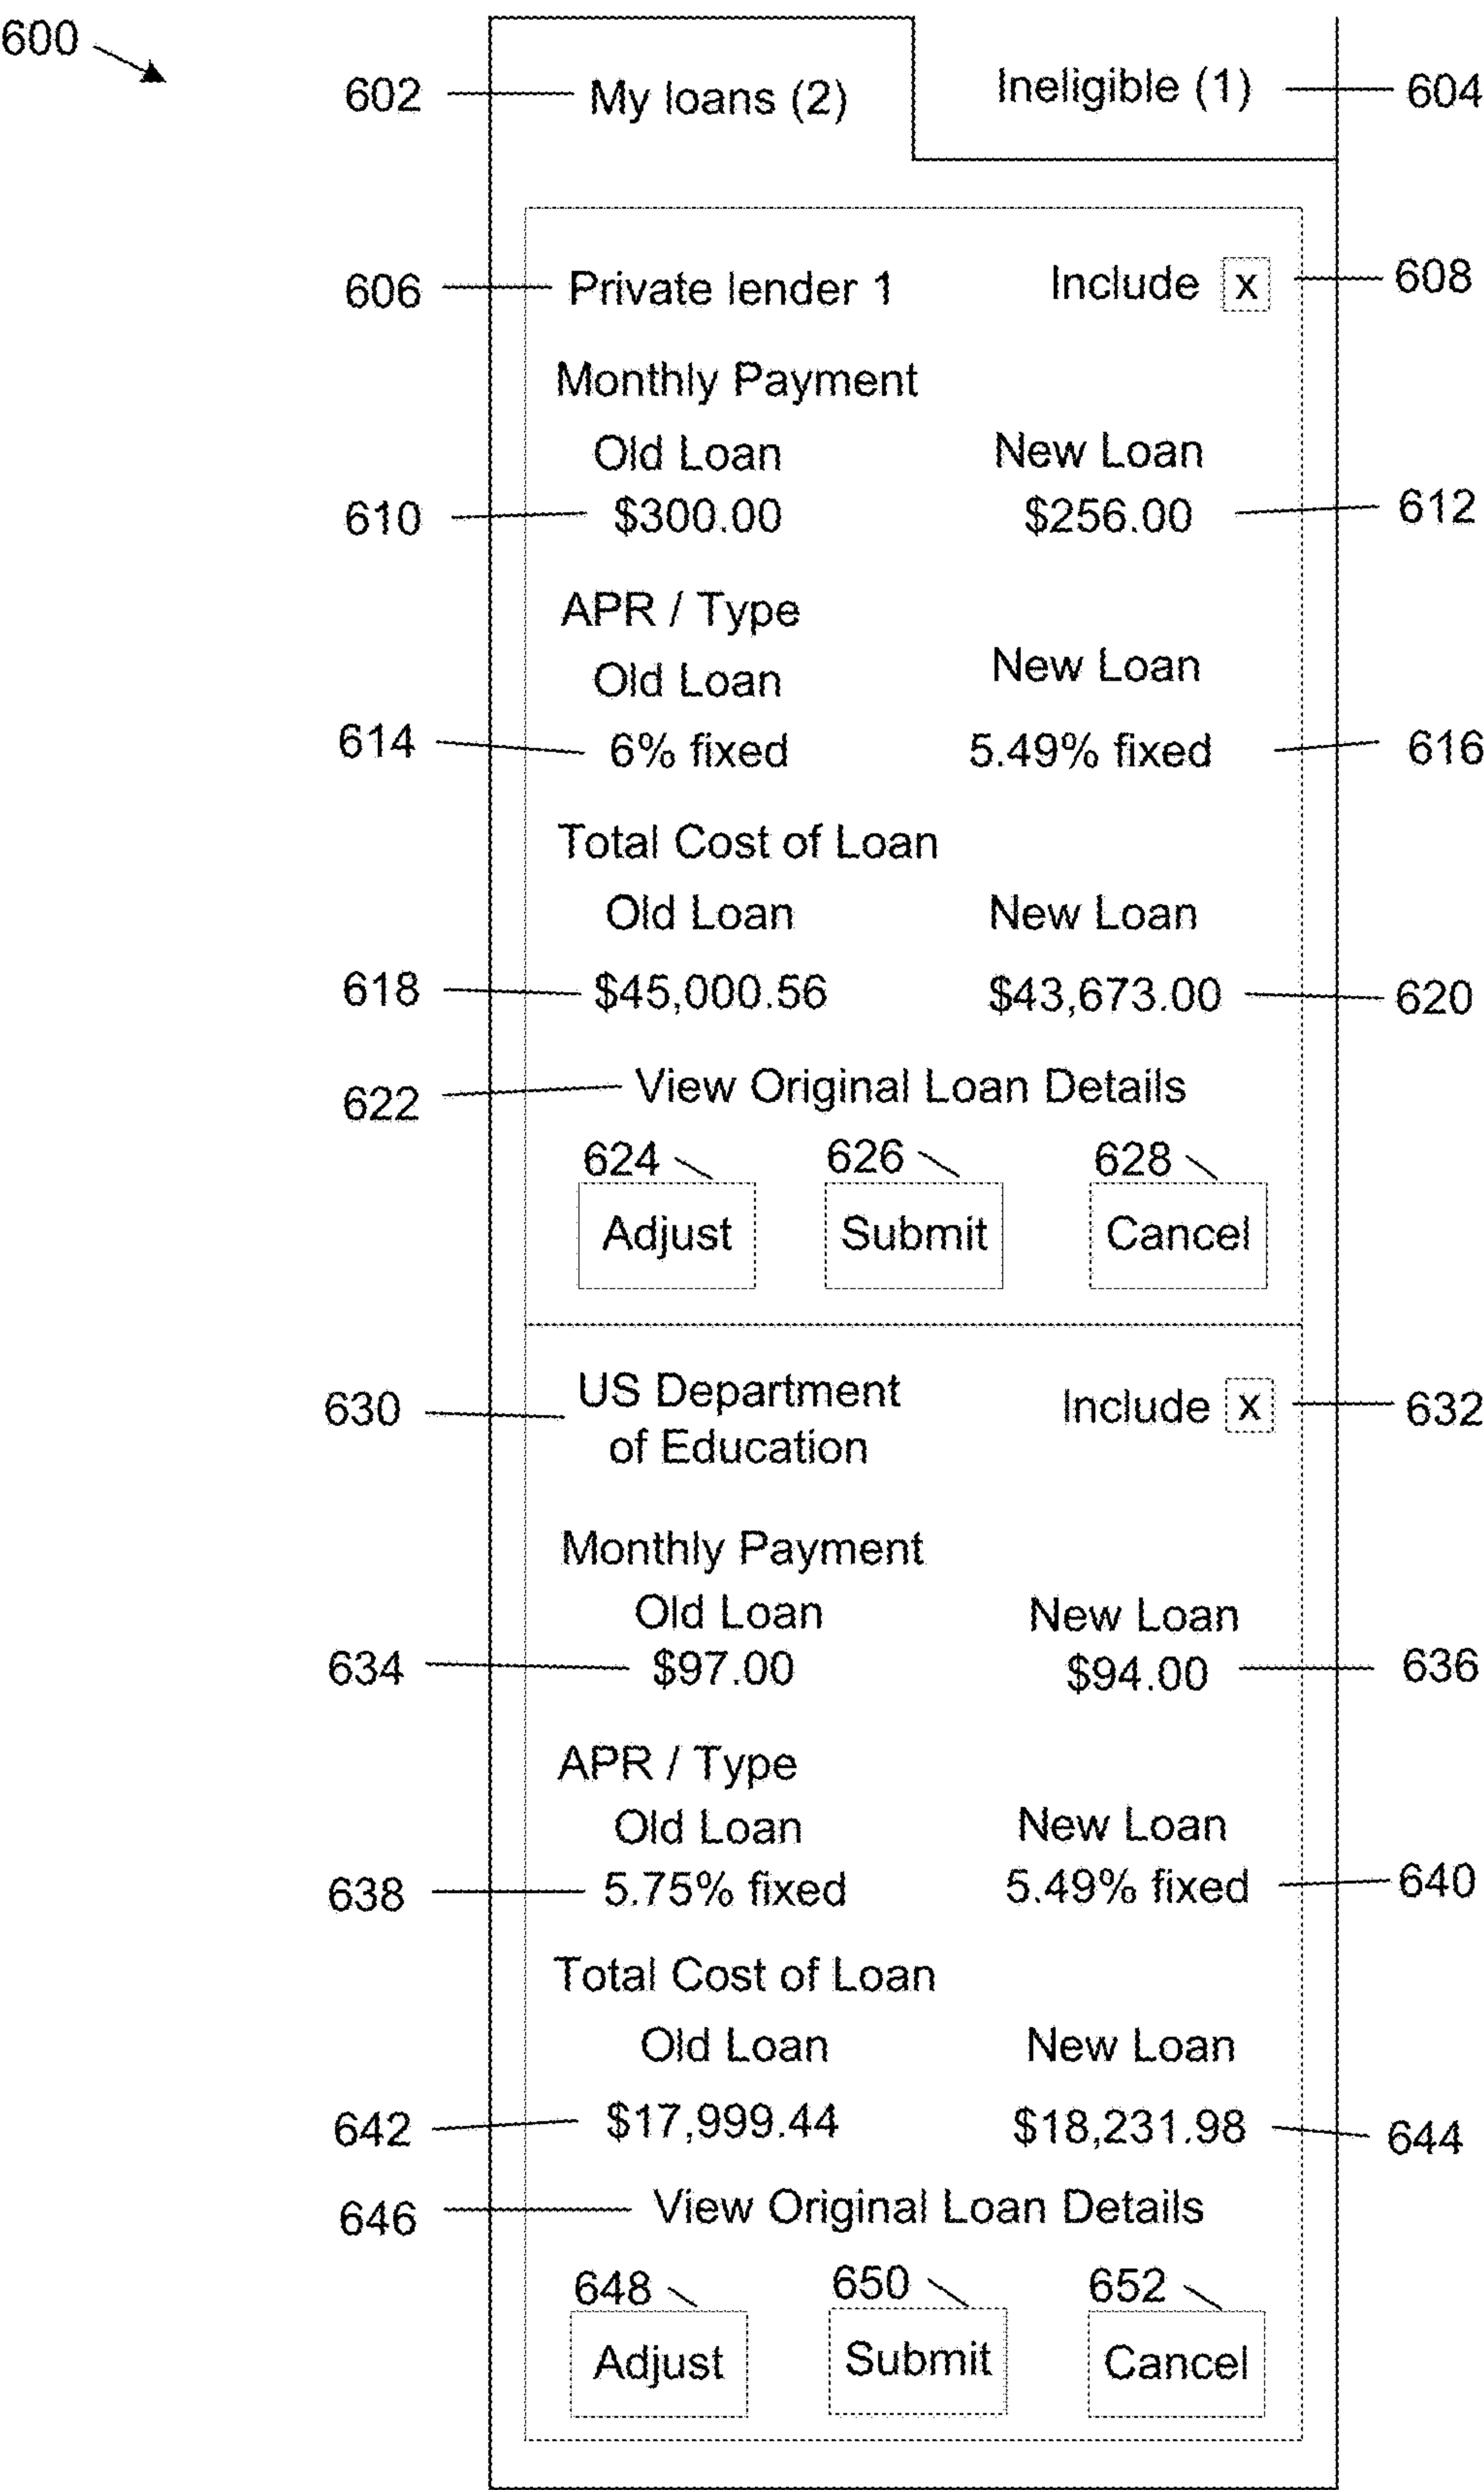 600
602 My loans (2) Ineligible (1) 604
606 Private lender 1 Include x 608
Monthly Payment
Old Loan New Loan
610 $300.00 $256.00 612
APR / Type
Old Loan New Loan
614 6% fixed 5.49% fixed 616
Total Cost of Loan
Old Loan New Loan
618 $45,000.56 $43,673.00 620
622 View Original Loan Details
624 626 628
Adjust Submit Cancel
630 US Department Include x 632
of Education
Monthly Payment
Old Loan New Loan
634 $97.00 $94.00 636
APR / Type
Old Loan New Loan
638 5.75% fixed 5.49% fixed 640
Total Cost of Loan
Old Loan New Loan
642 $17,999.44 $18,231.98 644
646 View Original Loan Details
648 650 652
Adjust Submit Cancel